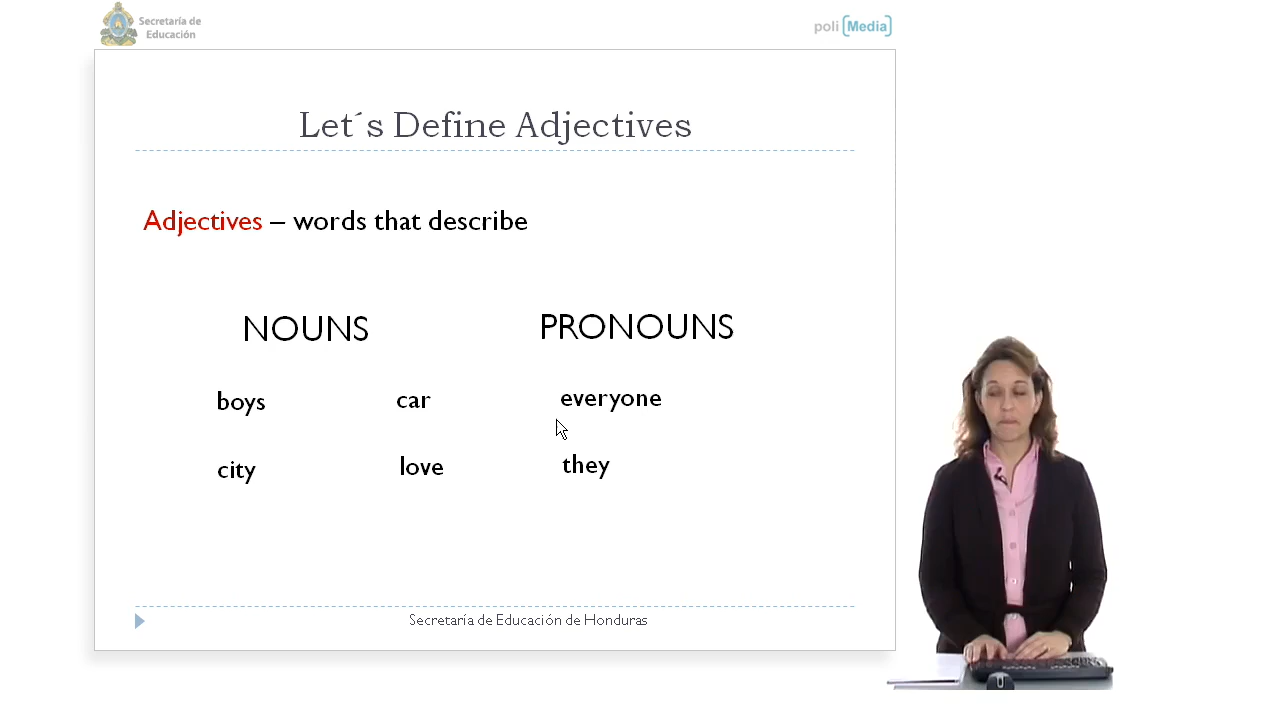 Secretaría de
Educación
poli [Media]
Let´s Define Adjectives
Adjectives – words that describe
NOUNS PRONOUNS
boys car everyone
city love they
Secretaría de Educación de Honduras